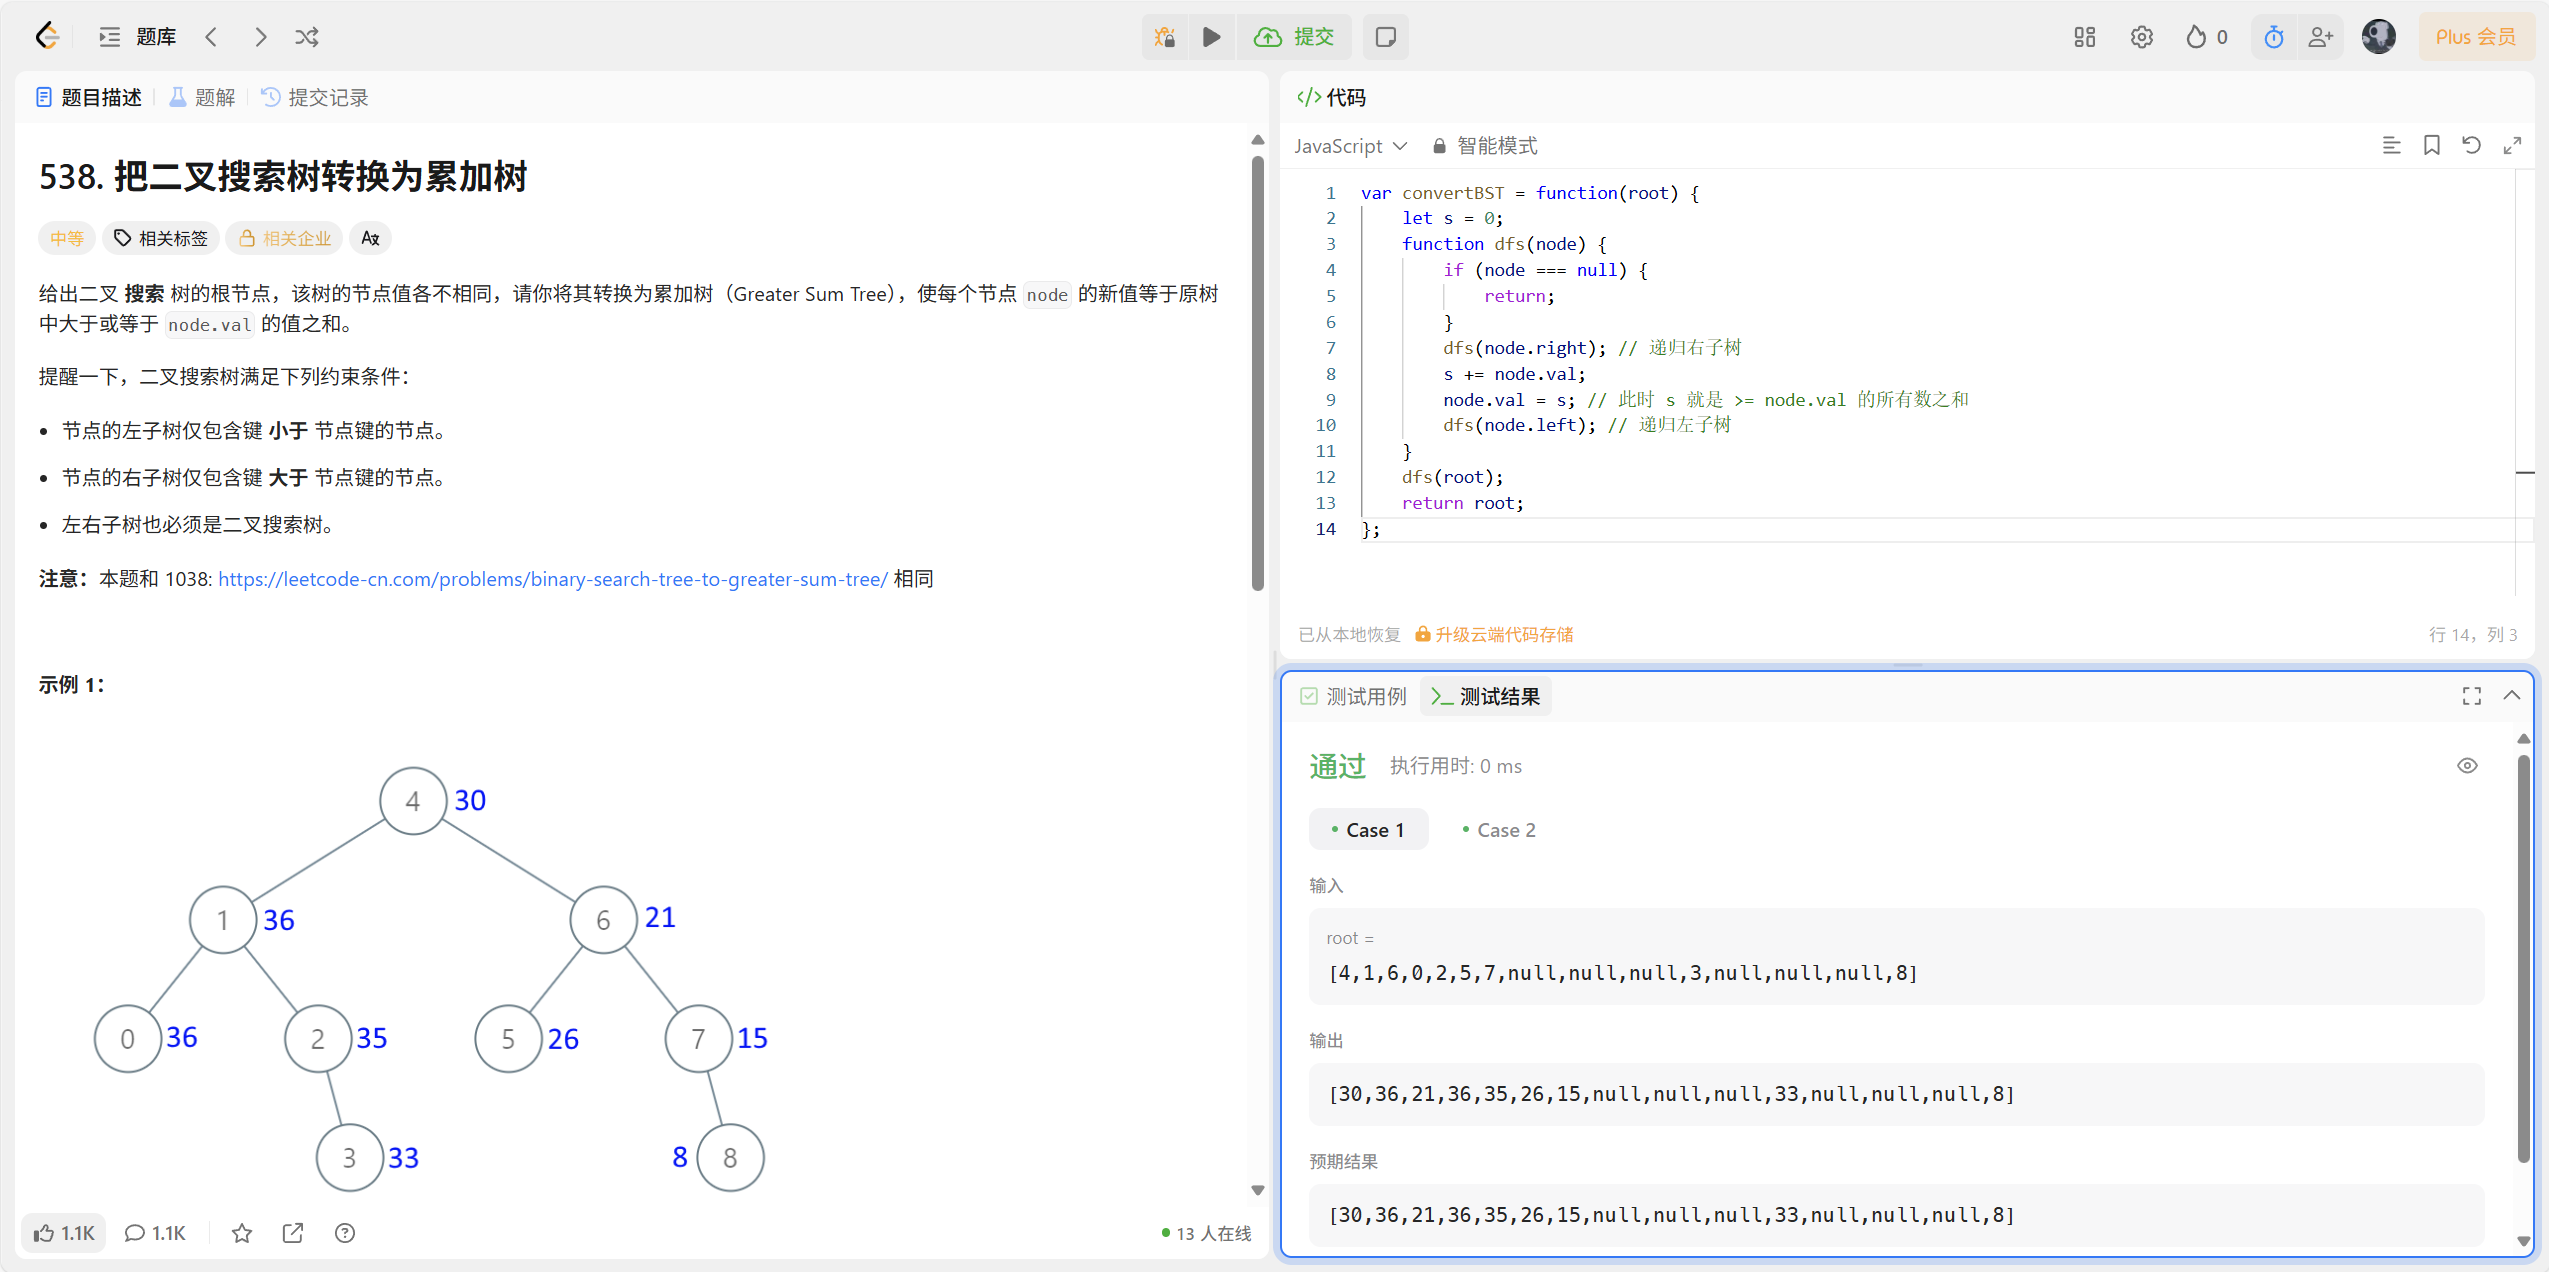 题库
提交
0
Plus 会员
题目描述
题解
提交记录
538. 把二叉搜索树转换为累加树
中等
相关标签
相关企业
给出二叉 搜索 树的根节点，该树的节点值各不相同，请你将其转换为累加树（Greater Sum Tree），使每个节点 node 的新值等于原树
中大于或等于 node.val 的值之和。
提醒一下，二叉搜索树满足下列约束条件：
• 节点的左子树仅包含键 小于 节点键的节点。
• 节点的右子树仅包含键 大于 节点键的节点。
• 左右子树也必须是二叉搜索树。
注意：本题和 1038: https://leetcode-cn.com/problems/binary-search-tree-to-greater-sum-tree/ 相同
示例 1：
4 30
1 36
6 21
0 36
2 35
5 26
7 15
3 33
8 8
1.1K
1.1K
13 人在线
</> 代码
JavaScript
智能模式
1 var convertBST = function(root) {
2 let s = 0;
3 function dfs(node) {
4 if (node === null) {
5 return;
6 }
7 dfs(node.right); // 递归右子树
8 s += node.val;
9 node.val = s; // 此时 s 就是 >= node.val 的所有数之和
10 dfs(node.left); // 递归左子树
11 }
12 dfs(root);
13 return root;
14 };
已从本地恢复
升级云端代码存储
行 14，列 3
测试用例
测试结果
通过
执行用时: 0 ms
• Case 1
• Case 2
输入
root =
[4,1,6,0,2,5,7,null,null,null,3,null,null,null,8]
输出
[30,36,21,36,35,26,15,null,null,null,33,null,null,null,8]
预期结果
[30,36,21,36,35,26,15,null,null,null,33,null,null,null,8]